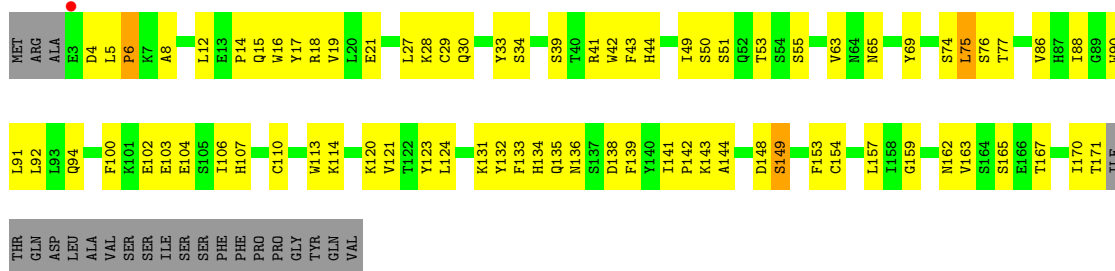 MET ARG ALA E3 D4 L5 P6 K7 A8 L12 E13 P14 Q15 W16 Y17 R18 V19 L20 E21 L27 K28 C29 Q30 Y33 S34 S39 T40 R41 W42 F43 H44 I49 S50 S51 Q52 T53 S54 S55 V63 N64 N65 Y69 S74 L75 S76 T77 V86 H87 I88 G89 W90
L91 L92 L93 Q94 F100 K101 E102 E103 E104 S105 I106 H107 C110 W113 K114 K120 V121 T122 Y123 L124 K131 Y132 F133 H134 Q135 N136 S137 D138 F139 Y140 I141 P142 K143 A144 D148 S149 F153 C154 L157 I158 G159 N162 V163 S164 S165 E166 T167 I170 T171 ILE
THR GLN ASP LEU ALA VAL SER SER ILE SER SER PHE PHE PRO PRO GLY TYR GLN VAL